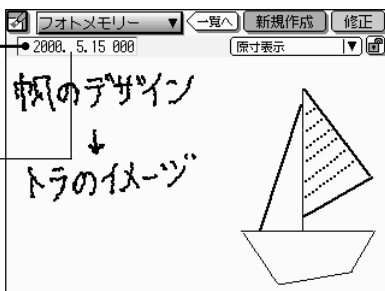 フォトメモリー ▼ 一覧へ 新規作成 修正
2000. 5.15 000 原寸表示 ▼
帆のデザイン
↓
トラのイメージ